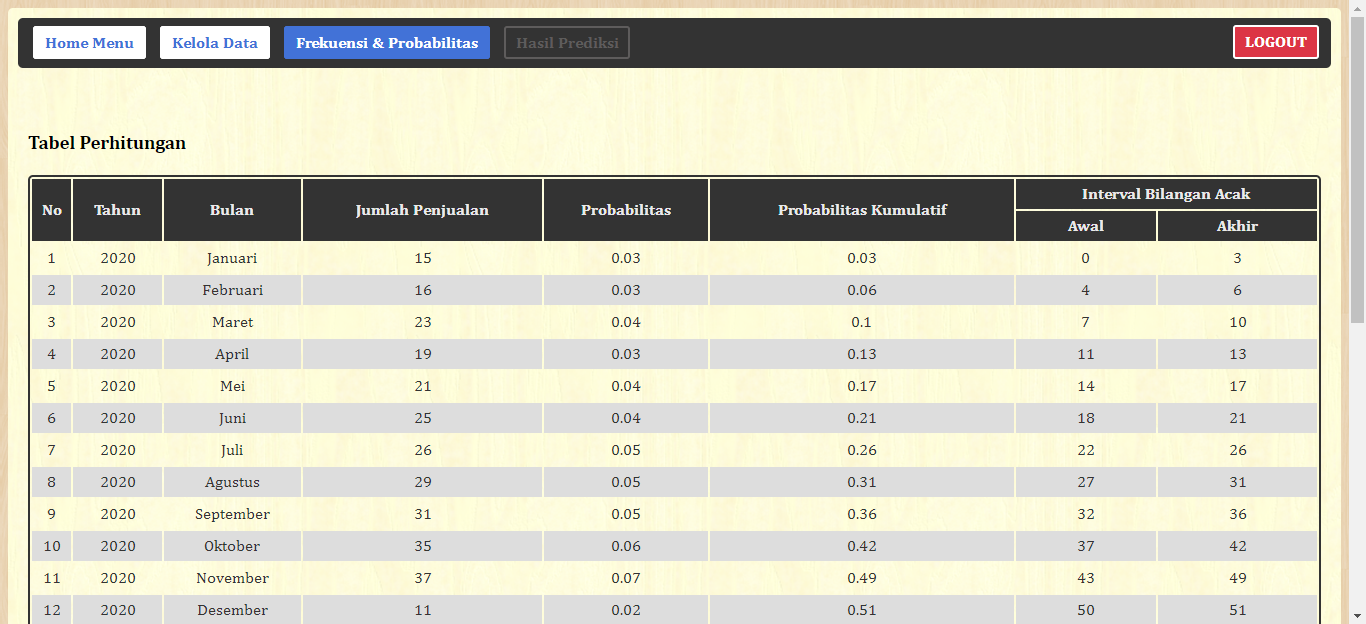 Home Menu Kelola Data Frekuensi & Probabilitas Hasil Prediksi LOGOUT
Tabel Perhitungan
No Tahun Bulan Jumlah Penjualan Probabilitas Probabilitas Kumulatif Interval Bilangan Acak
Awal Akhir
1 2020 Januari 15 0.03 0.03 0 3
2 2020 Februari 16 0.03 0.06 4 6
3 2020 Maret 23 0.04 0.1 7 10
4 2020 April 19 0.03 0.13 11 13
5 2020 Mei 21 0.04 0.17 14 17
6 2020 Juni 25 0.04 0.21 18 21
7 2020 Juli 26 0.05 0.26 22 26
8 2020 Agustus 29 0.05 0.31 27 31
9 2020 September 31 0.05 0.36 32 36
10 2020 Oktober 35 0.06 0.42 37 42
11 2020 November 37 0.07 0.49 43 49
12 2020 Desember 11 0.02 0.51 50 51